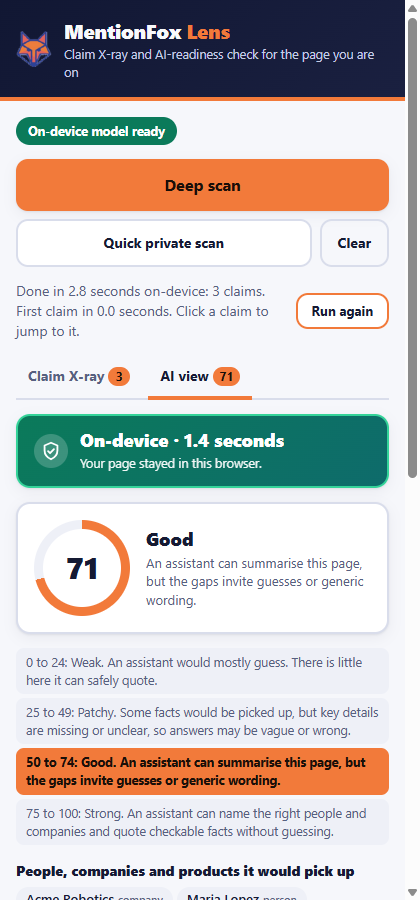 MentionFox Lens
Claim X-ray and AI-readiness check for the page you are
on
On-device model ready
Deep scan
Quick private scan
Clear
Done in 2.8 seconds on-device: 3 claims.
First claim in 0.0 seconds. Click a claim to
jump to it.
Run again
Claim X-ray 3
AI view 71
On-device · 1.4 seconds
Your page stayed in this browser.
71
Good
An assistant can summarise this page,
but the gaps invite guesses or generic
wording.
0 to 24: Weak. An assistant would mostly guess. There is little
here it can safely quote.
25 to 49: Patchy. Some facts would be picked up, but key details
are missing or unclear, so answers may be vague or wrong.
50 to 74: Good. An assistant can summarise this page, but
the gaps invite guesses or generic wording.
75 to 100: Strong. An assistant can name the right people and
companies and quote checkable facts without guessing.
People, companies and products it would pick up
Acme Robotics company
Maria Lopez person